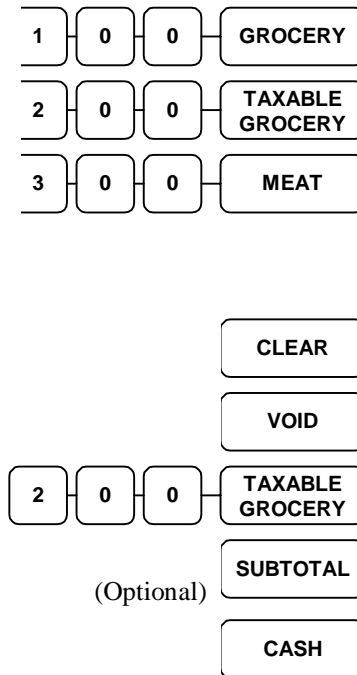 1 0 0 GROCERY
2 0 0 TAXABLE
GROCERY
3 0 0 MEAT
CLEAR
VOID
2 0 0 TAXABLE
GROCERY
(Optional) SUBTOTAL
CASH